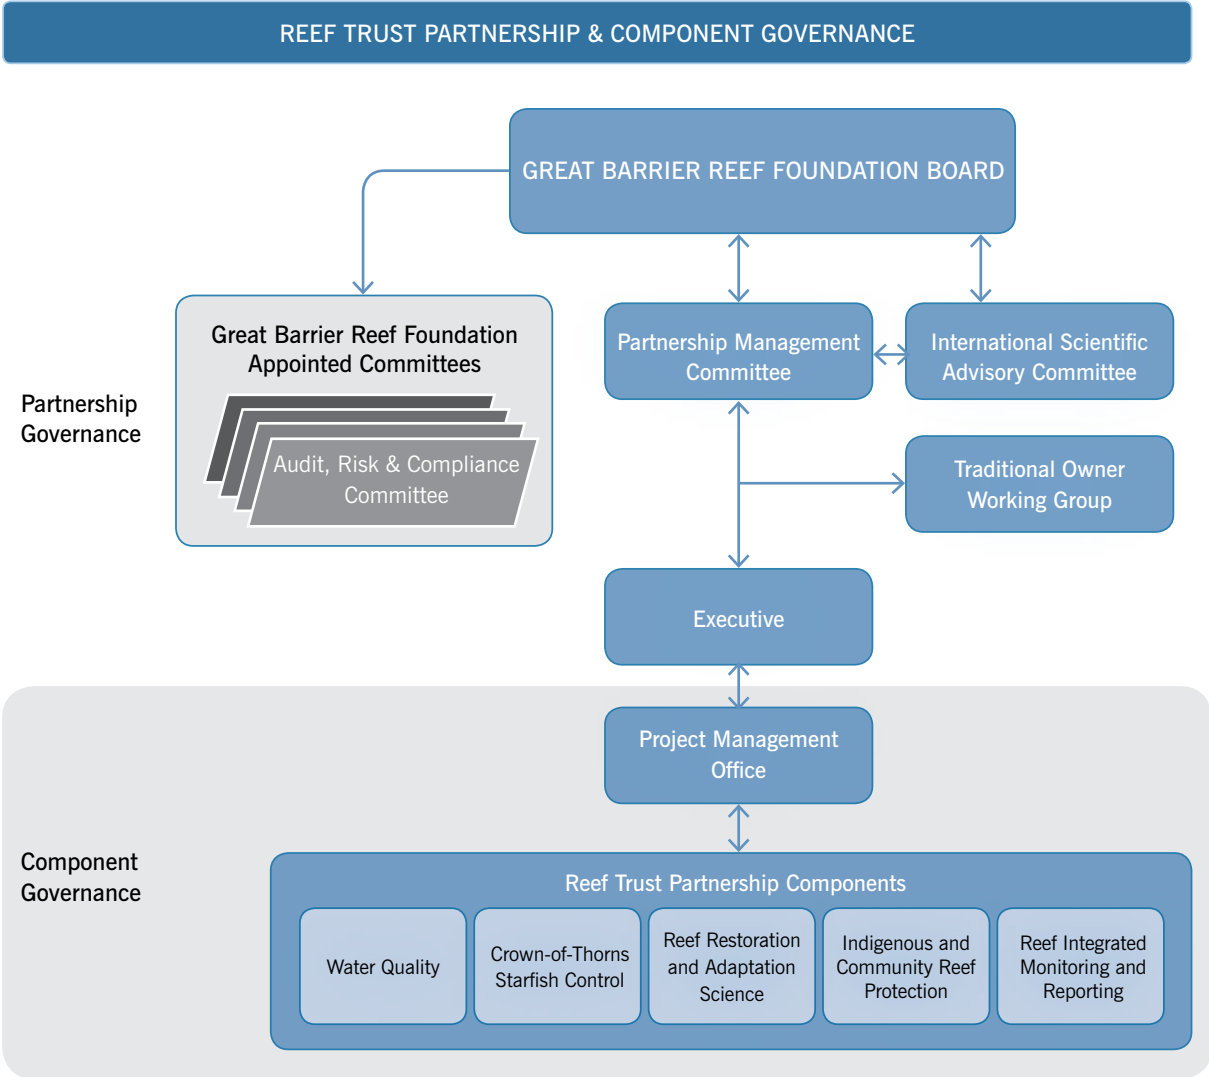 REEF TRUST PARTNERSHIP & COMPONENT GOVERNANCE
GREAT BARRIER REEF FOUNDATION BOARD
Great Barrier Reef Foundation
Appointed Committees
Audit, Risk & Compliance
Committee
Partnership Management
Committee
International Scientific
Advisory Committee
Partnership
Governance
Traditional Owner
Working Group
Executive
Project Management
Office
Component
Governance
Reef Trust Partnership Components
Water Quality
Crown-of-Thorns
Starfish Control
Reef Restoration
and Adaptation
Science
Indigenous and
Community Reef
Protection
Reef Integrated
Monitoring and
Reporting